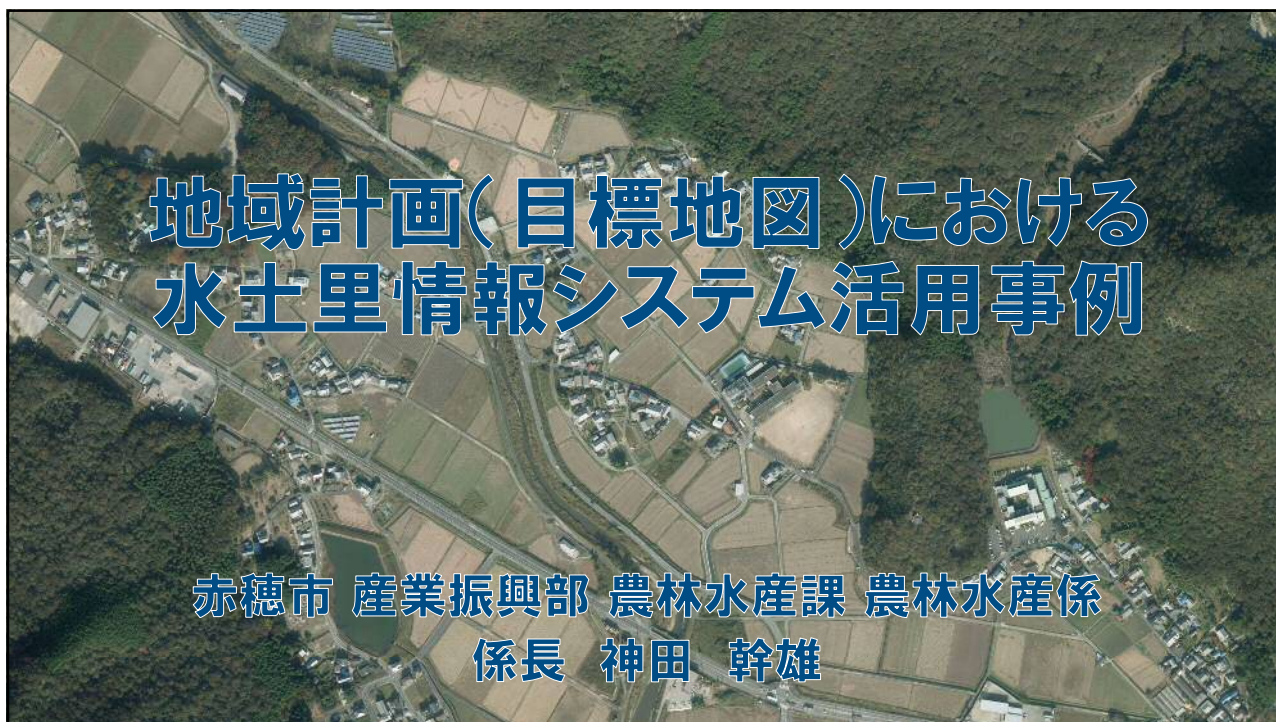 地域計画(目標地図)における
水土里情報システム活用事例
赤穂市 産業振興部 農林水産課 農林水産係
係長 神田 幹雄